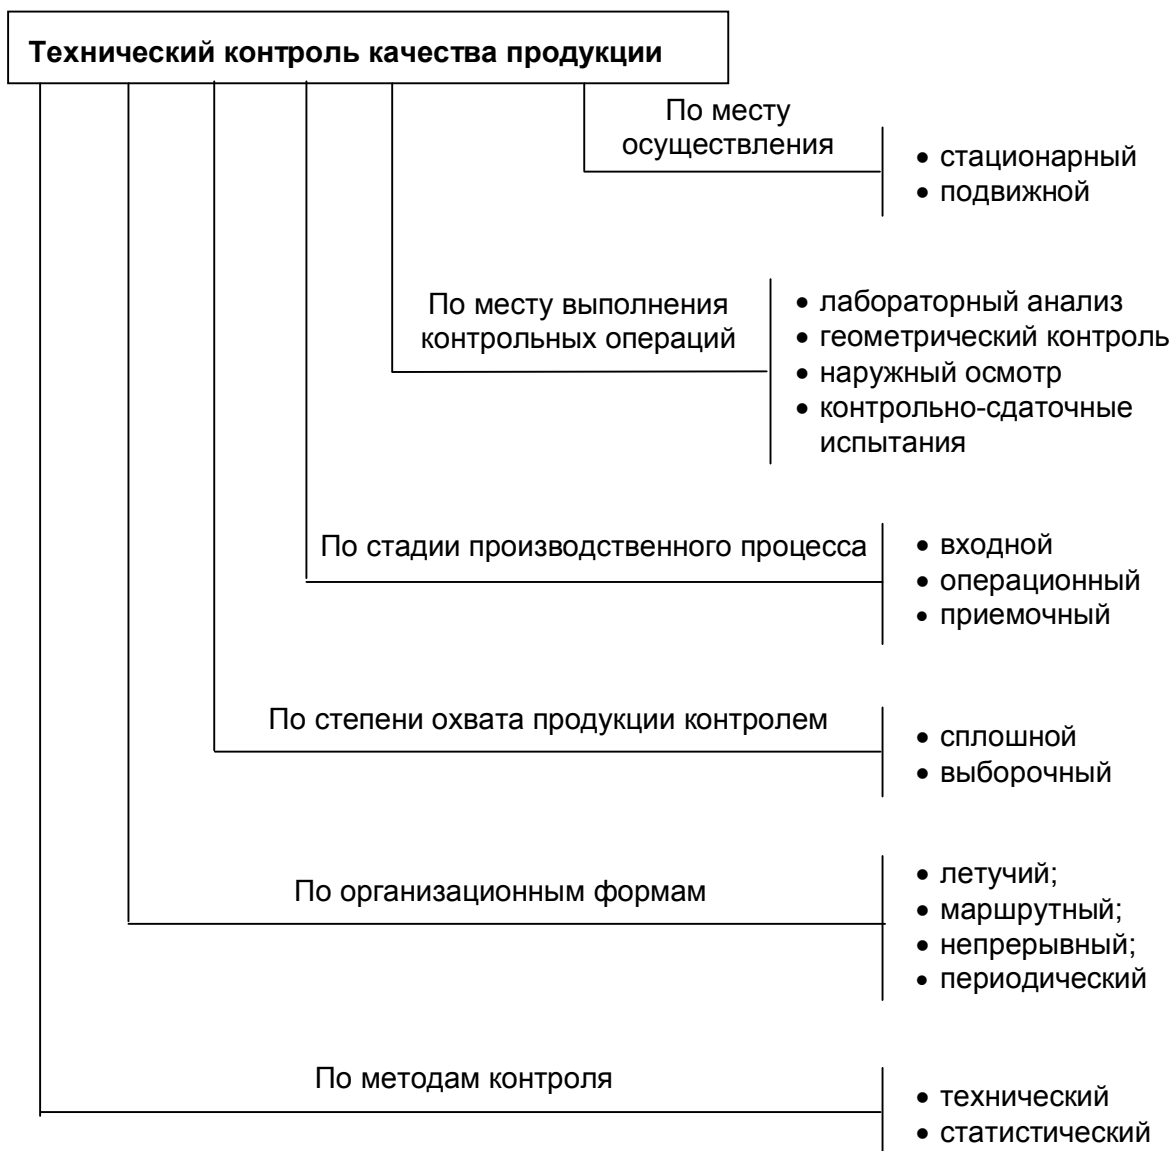 Технический контроль качества продукции
По месту
осуществления
• стационарный
• подвижной
По месту выполнения
контрольных операций
• лабораторный анализ
• геометрический контроль
• наружный осмотр
• контрольно-сдаточные
испытания
По стадии производственного процесса
• входной
• операционный
• приемочный
По степени охвата продукции контролем
• сплошной
• выборочный
По организационным формам
• летучий;
• маршрутный;
• непрерывный;
• периодический
По методам контроля
• технический
• статистический